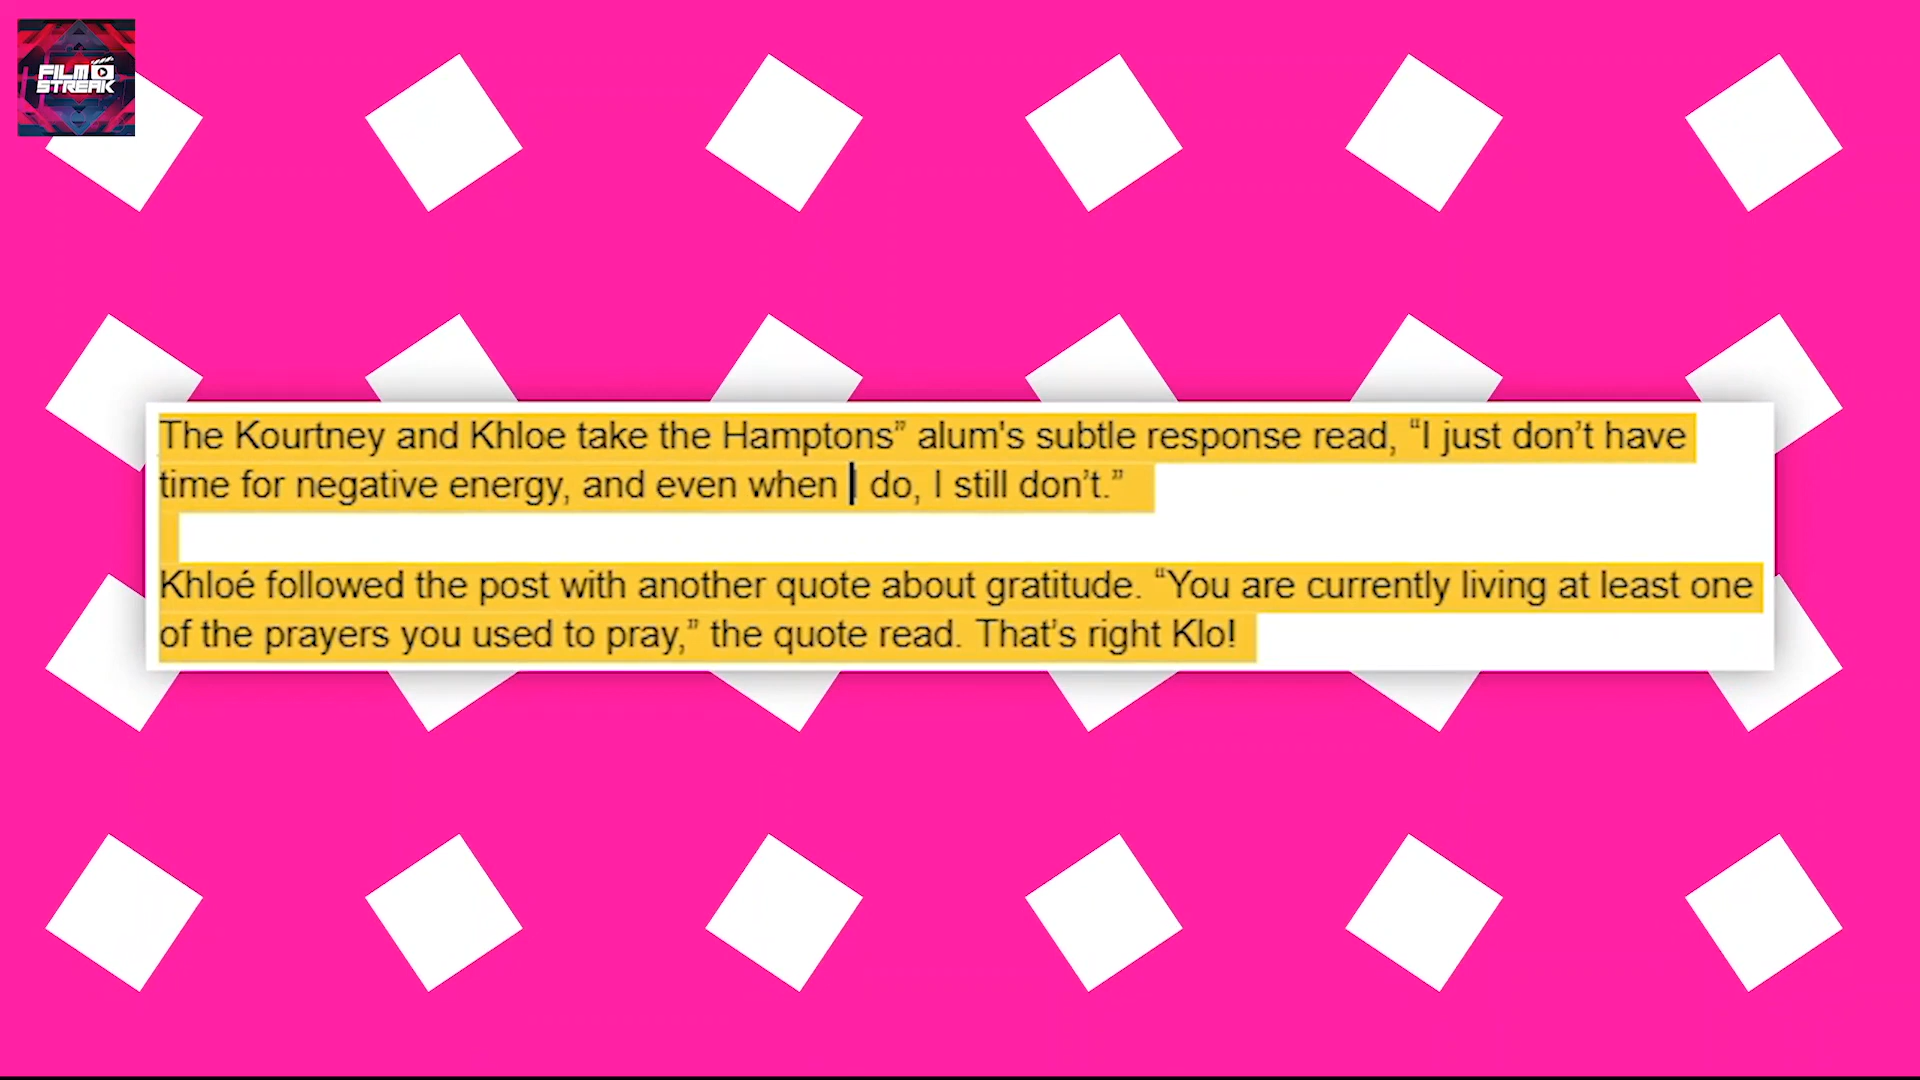 FILM
STREAK
The Kourtney and Khloe take the Hamptons” alum's subtle response read, “I just don’t have
time for negative energy, and even when I do, I still don’t.”
Khloé followed the post with another quote about gratitude. “You are currently living at least one
of the prayers you used to pray,” the quote read. That’s right Klo!